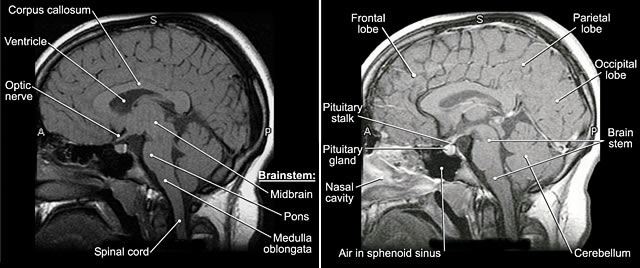 Corpus callosum
S
Ventricle
Optic
nerve
A
P
Brainstem:
Midbrain
Pons
Medulla
oblongata
Spinal cord
Frontal
lobe
S
Parietal
lobe
Occipital
lobe
Pituitary
stalk
A
P
Pituitary
gland
Brain
stem
Nasal
cavity
Air in sphenoid sinus
Cerebellum